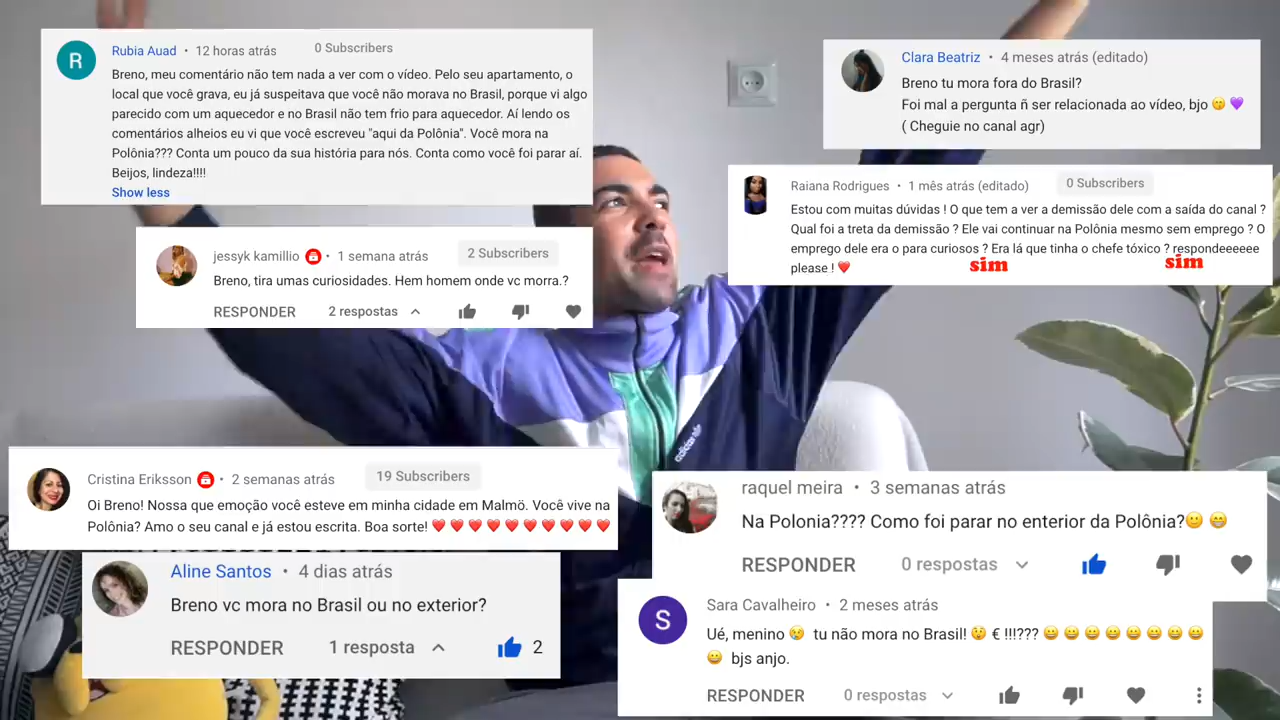 Rubia Auad • 12 horas atrás 0 Subscribers
Breno, meu comentário não tem nada a ver com o vídeo. Pelo seu apartamento, o
local que você grava, eu já suspeitava que você não morava no Brasil, porque vi algo
parecido com um aquecedor e no Brasil não tem frio para aquecedor. Aí lendo os
comentários alheios eu vi que você escreveu "aqui da Polônia". Você mora na
Polônia??? Conta um pouco da sua história para nós. Conta como você foi parar aí.
Beijos, lindeza!!!!
Show less
Clara Beatriz • 4 meses atrás (editado)
Breno tu mora fora do Brasil?
Foi mal a pergunta ñ ser relacionada ao vídeo, bjo 😋 💜
( Cheguie no canal agr)
Raiana Rodrigues • 1 mês atrás (editado) 0 Subscribers
Estou com muitas dúvidas ! O que tem a ver a demissão dele com a saída do canal ?
Qual foi a treta da demissão ? Ele vai continuar na Polônia mesmo sem emprego ? O
emprego dele era o para curiosos ? Era lá que tinha o chefe tóxico ? respondeeeeee
please ! ❤️ sim sim
jessyk kamillio • 1 semana atrás 2 Subscribers
Breno, tira umas curiosidades. Hem homem onde vc morra.?
RESPONDER 2 respostas
adidas
Cristina Eriksson • 2 semanas atrás 19 Subscribers
Oi Breno! Nossa que emoção você esteve em minha cidade em Malmö. Você vive na
Polônia? Amo o seu canal e já estou escrita. Boa sorte! ❤️❤️❤️❤️❤️❤️❤️❤️❤️❤️
raquel meira • 3 semanas atrás
Na Polonia???? Como foi parar no enterior da Polônia?🙂 😁
RESPONDER 0 respostas
Aline Santos • 4 dias atrás
Breno vc mora no Brasil ou no exterior?
RESPONDER 1 resposta 2
S
Sara Cavalheiro • 2 meses atrás
Ué, menino 😢 tu não mora no Brasil! 🤨 € !!!??? 😀 😀 😀 😀 😀 😀 😀 😀
😀 bjs anjo.
RESPONDER 0 respostas
R